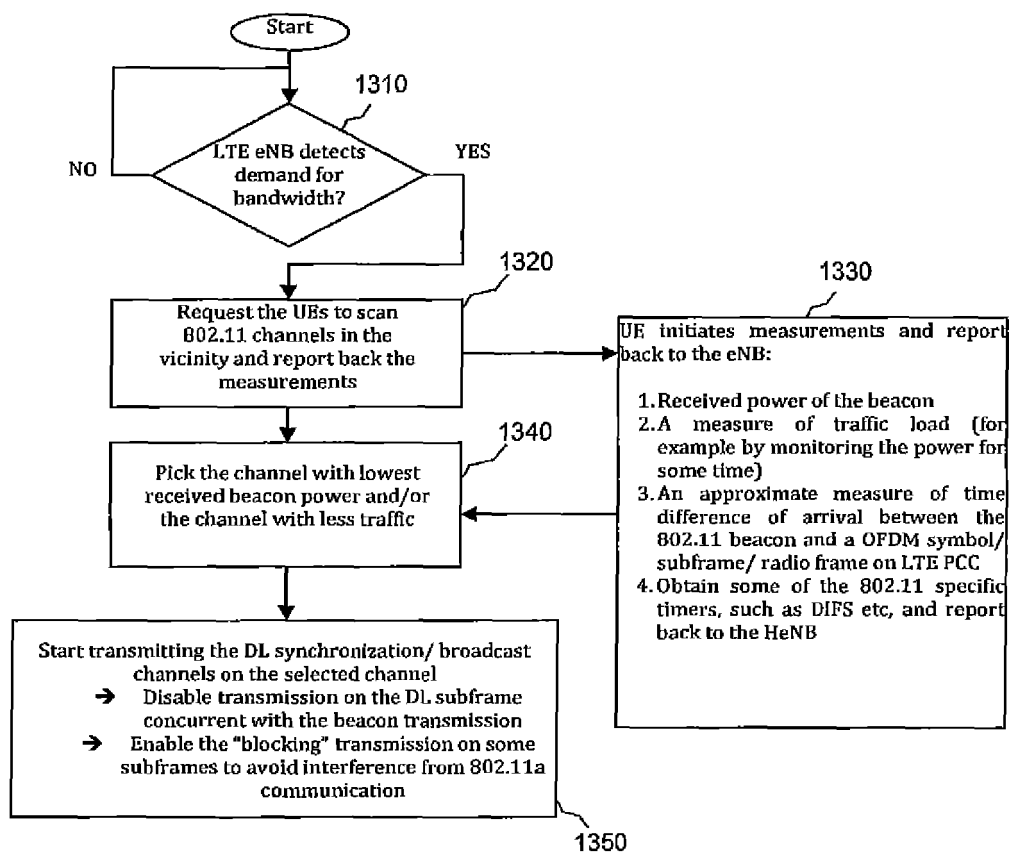 Start
1310
LTE eNB detects
demand for
bandwidth?
NO
YES
1320
Request the UEs to scan
802.11 channels in the
vicinity and report back the
measurements
1330
UE initiates measurements and report
back to the eNB:
1. Received power of the beacon
2. A measure of traffic load (for
example by monitoring the power for
some time)
3. An approximate measure of time
difference of arrival between the
802.11 beacon and a OFDM symbol/
subframe/ radio frame on LTE PCC
4. Obtain some of the 802.11 specific
timers, such as DIFS etc, and report
back to the HeNB
1340
Pick the channel with lowest
received beacon power and/or
the channel with less traffic
Start transmitting the DL synchronization/ broadcast
channels on the selected channel
➔ Disable transmission on the DL subframe
concurrent with the beacon transmission
➔ Enable the "blocking" transmission on some
subframes to avoid interference from 802.11a
communication
1350